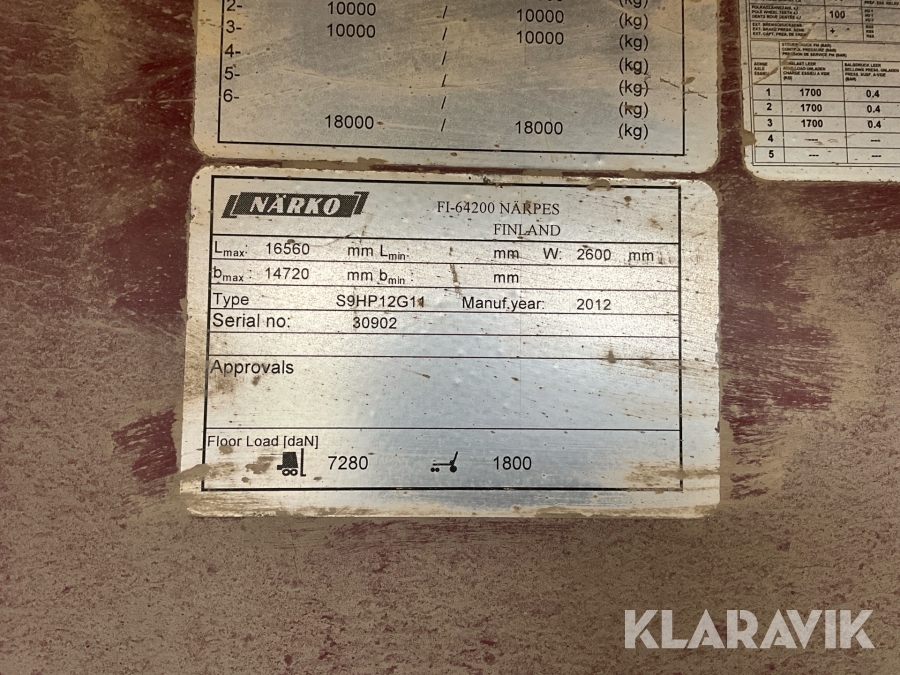 2- 10000 / 10000 (kg)
3- 10000 / 10000 (kg)
4- / (kg)
5- / (kg)
6- / (kg)
18000 / 18000 (kg)
100
1 1700 0.4
2 1700 0.4
3 1700 0.4
4 --- ---
5 --- ---
NÄRKO FI-64200 NÄRPES
FINLAND
Lmax: 16560 mm Lmin: mm W: 2600 mm
bmax: 14720 mm bmin: mm
Type S9HP12G11 Manuf.year: 2012
Serial no: 30902
Approvals
Floor Load [daN]
7280 1800
KLARAVIK